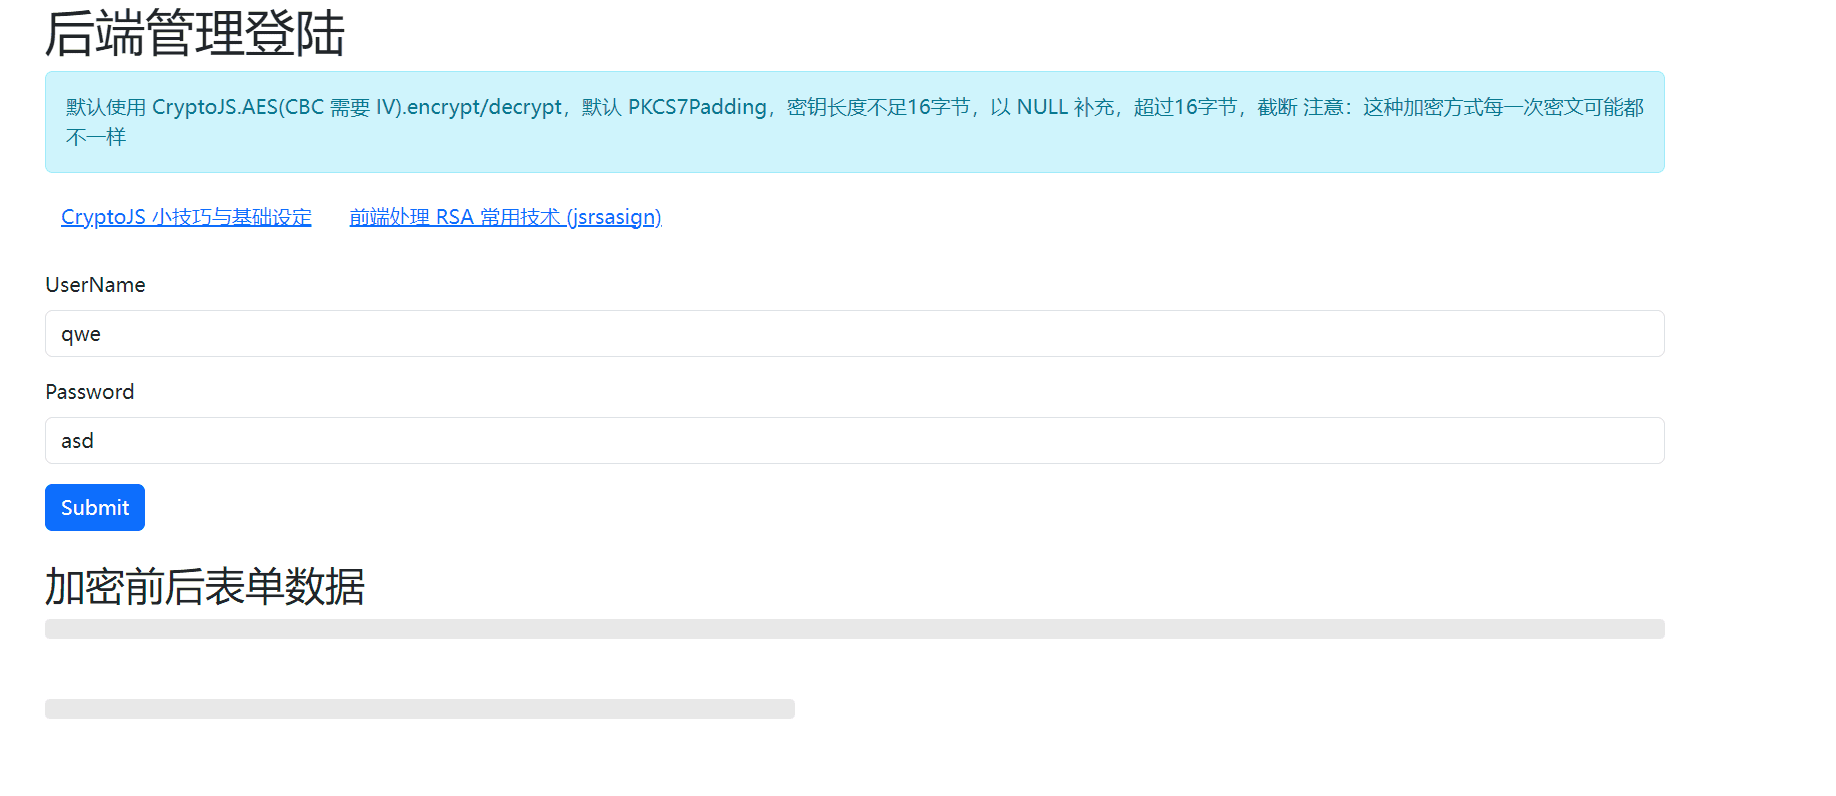 后端管理登陆
默认使用 CryptoJS.AES(CBC 需要 IV).encrypt/decrypt，默认 PKCS7Padding，密钥长度不足16字节，以 NULL 补充，超过16字节，截断 注意：这种加密方式每一次密文可能都
不一样
CryptoJS 小技巧与基础设定 前端处理 RSA 常用技术 (jsrsasign)
UserName
qwe
Password
asd
Submit
加密前后表单数据